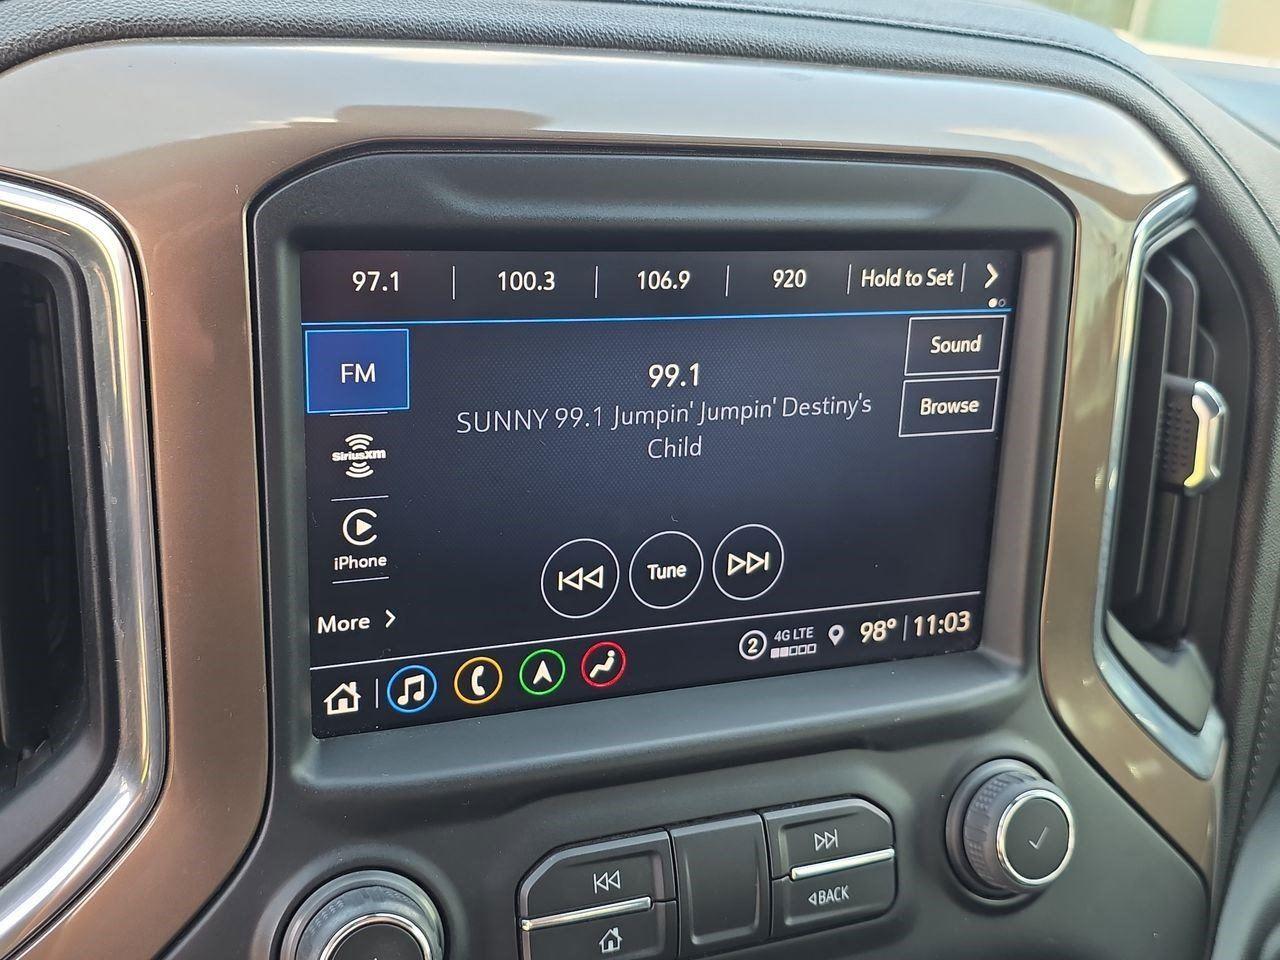 97.1 100.3 106.9 920 Hold to Set
FM
SiriusXM
iPhone
More
99.1
SUNNY 99.1 Jumpin' Jumpin' Destiny's
Child
Sound
Browse
Tune
2 4G LTE 98° 11:03
BACK